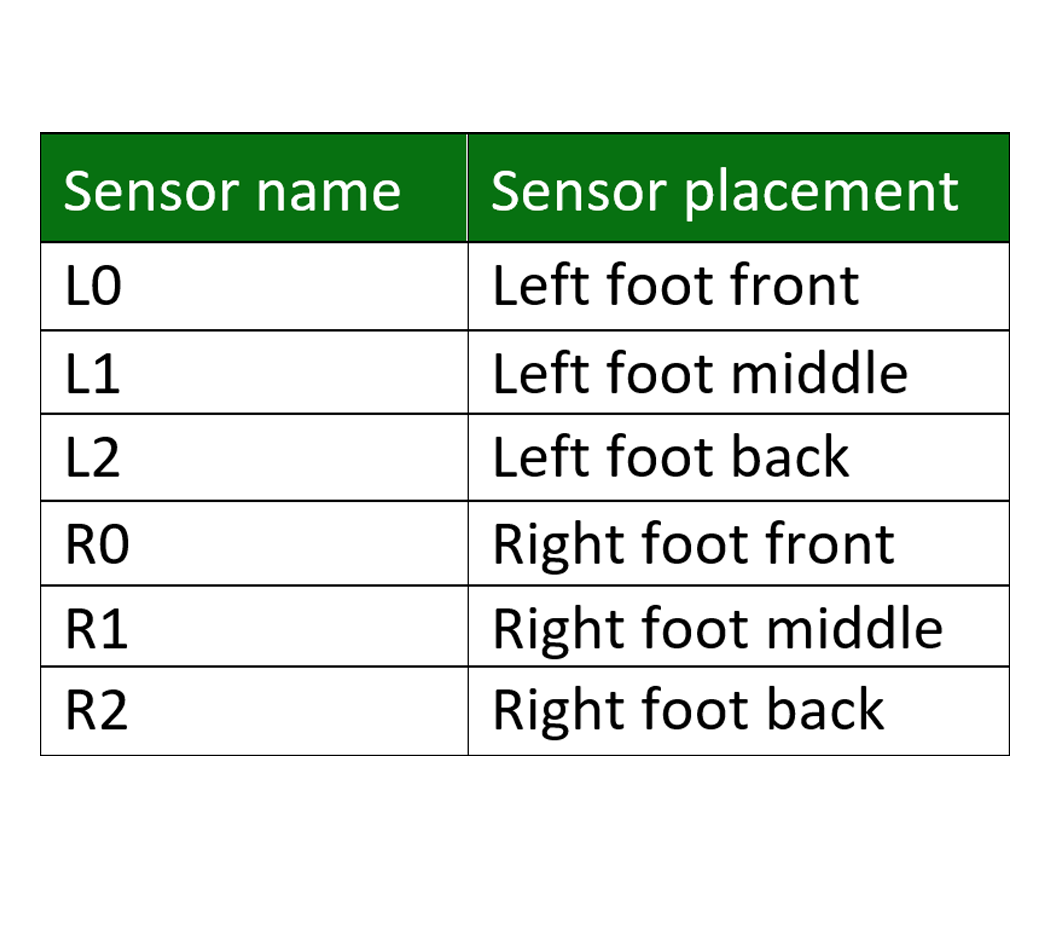 Sensor name Sensor placement
L0 Left foot front
L1 Left foot middle
L2 Left foot back
R0 Right foot front
R1 Right foot middle
R2 Right foot back